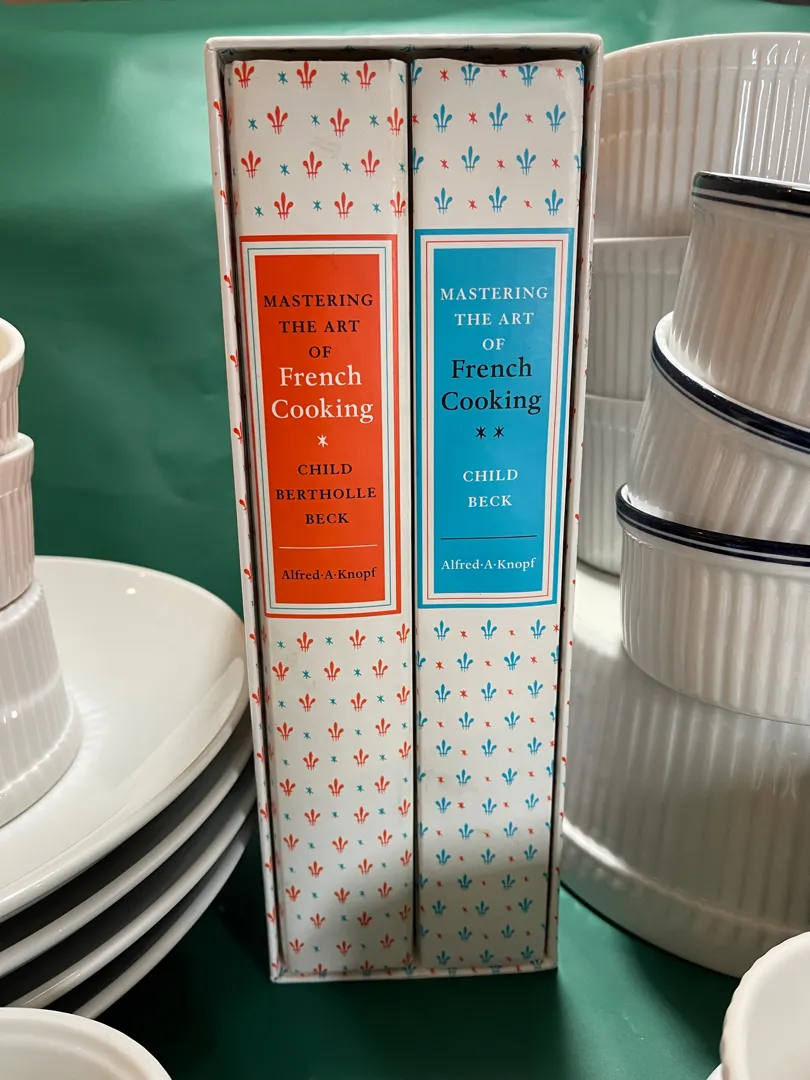 MASTERING
THE ART
OF
French
Cooking
*
CHILD
BERTHOLLE
BECK
Alfred·A·Knopf
MASTERING
THE ART
OF
French
Cooking
**
CHILD
BECK
Alfred·A·Knopf